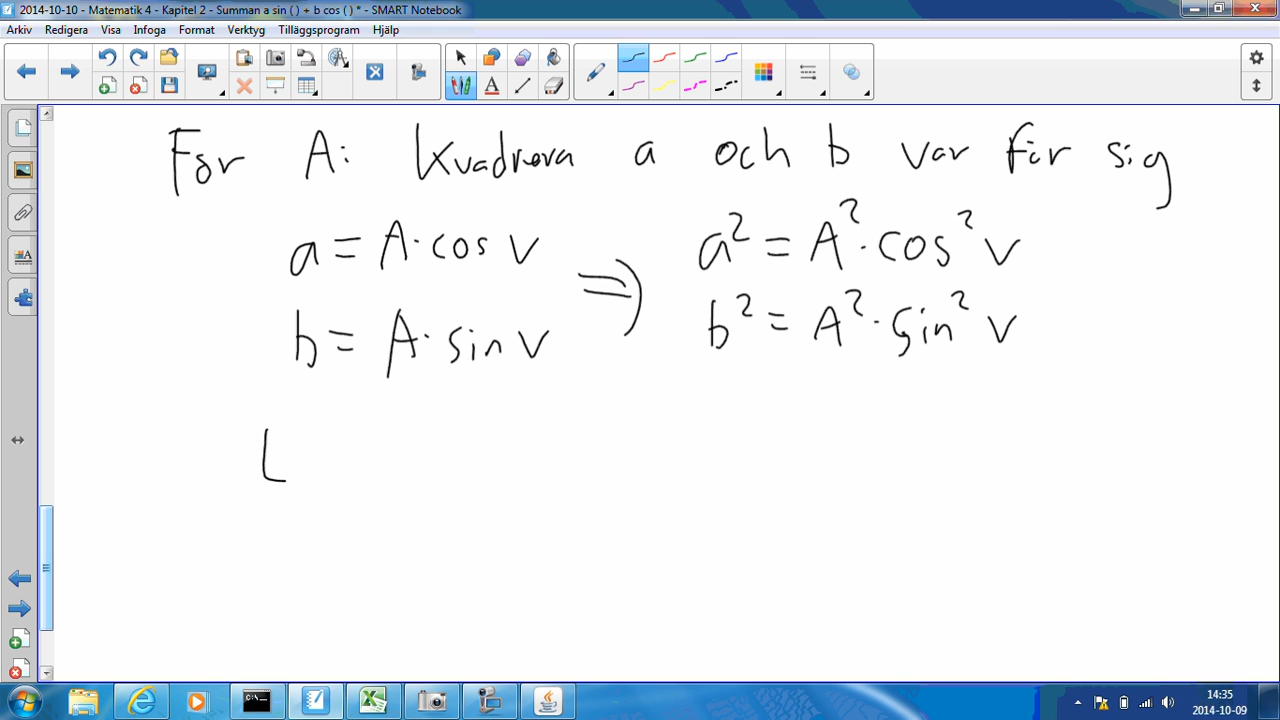 2014-10-10 - Matematik 4 - Kapitel 2 - Summan a sin ( ) + b cos ( ) * - SMART Notebook
Arkiv Redigera Visa Infoga Format Verktyg Tilläggsprogram Hjälp
För A: Kvadrera a och b var för sig
a = A · cos v ⇒ a² = A² · cos² v
b = A · sin v b² = A² · sin² v
L
14:35
2014-10-09